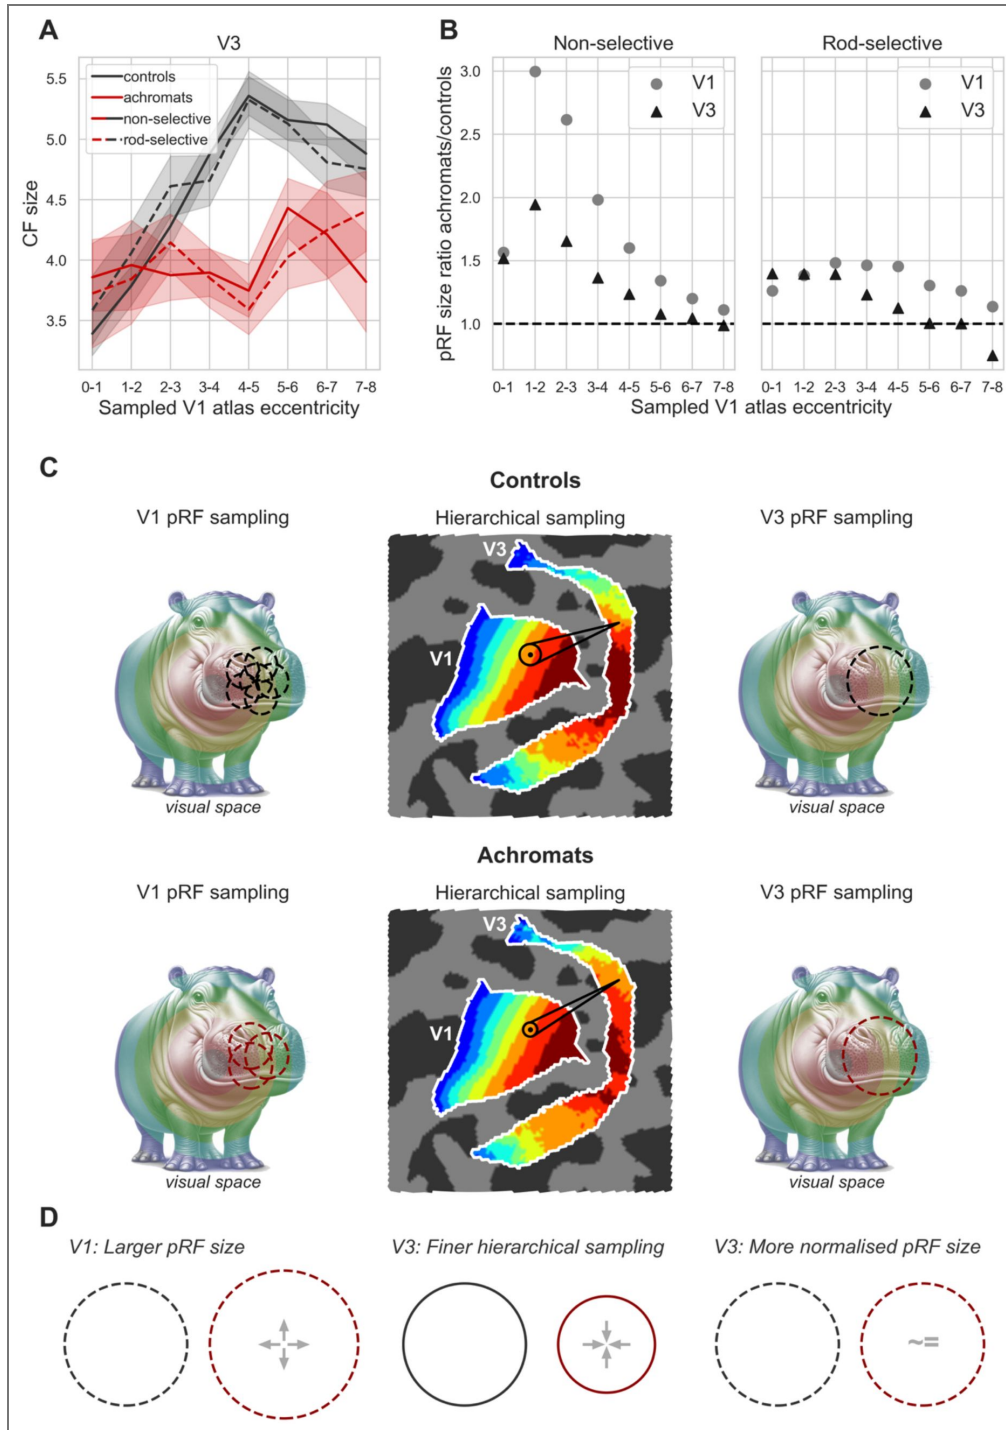 A
V3
5.5
5.0
4.5
4.0
3.5
CF size
controls
achromats
non-selective
rod-selective
0-1 1-2 2-3 3-4 4-5 5-6 6-7 7-8
Sampled V1 atlas eccentricity
B
Non-selective
Rod-selective
3.0
2.5
2.0
1.5
1.0
pRF size ratio achromats/controls
V1
V3
V1
V3
0-1 1-2 2-3 3-4 4-5 5-6 6-7 7-8
0-1 1-2 2-3 3-4 4-5 5-6 6-7 7-8
Sampled V1 atlas eccentricity
C
Controls
V1 pRF sampling
Hierarchical sampling
V3 pRF sampling
V3
V1
visual space
visual space
Achromats
V1 pRF sampling
Hierarchical sampling
V3 pRF sampling
V3
V1
visual space
visual space
D
V1: Larger pRF size
V3: Finer hierarchical sampling
V3: More normalised pRF size
~=